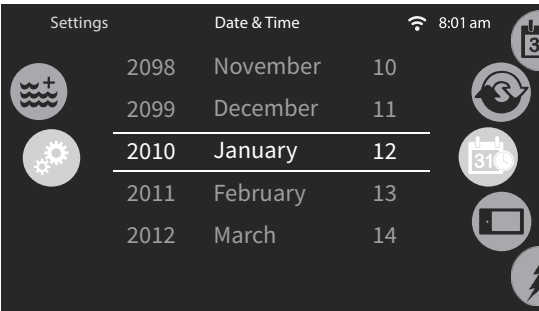 Settings Date & Time 8:01 am
2098 November 10
2099 December 11
2010 January 12
2011 February 13
2012 March 14
31